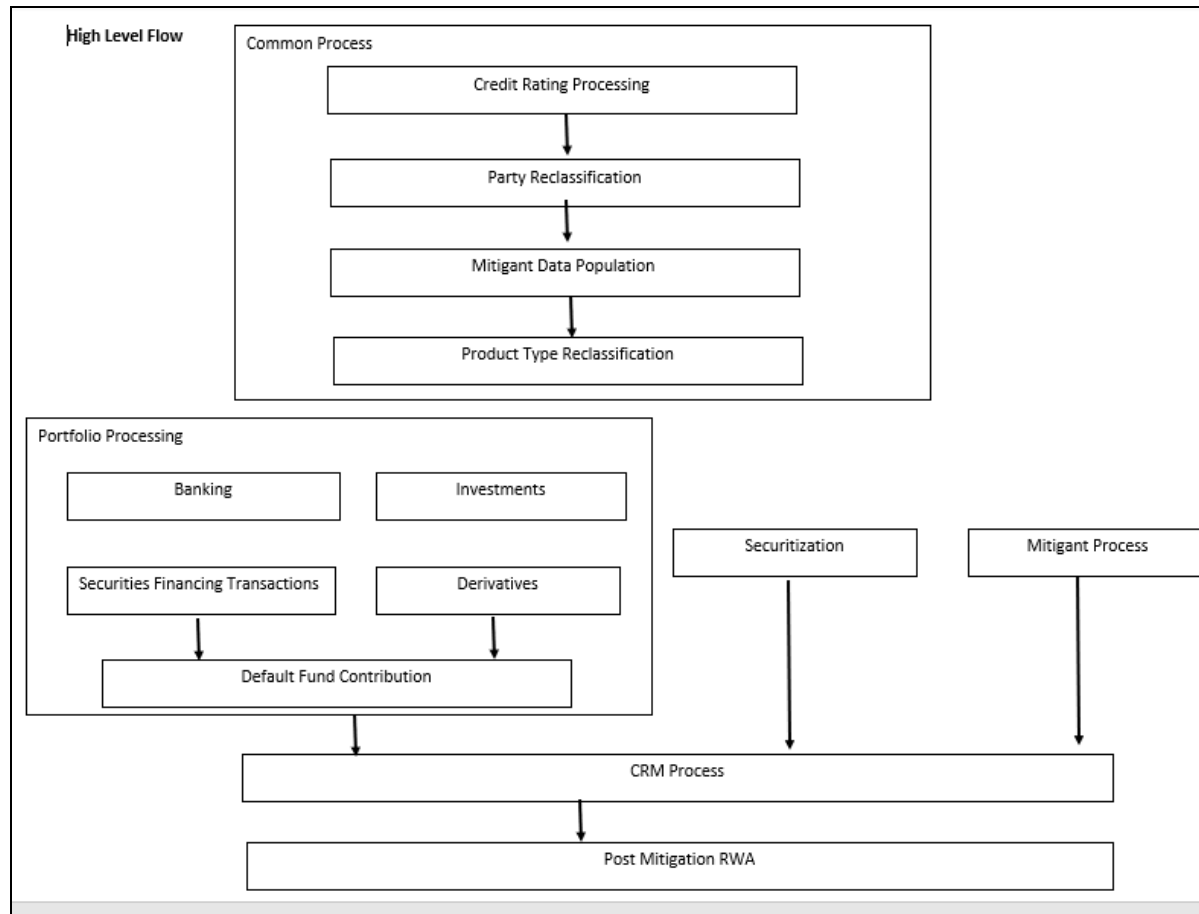 High Level Flow
Common Process
Credit Rating Processing
Party Reclassification
Mitigant Data Population
Product Type Reclassification
Portfolio Processing
Banking
Investments
Securitization
Mitigant Process
Securities Financing Transactions
Derivatives
Default Fund Contribution
CRM Process
Post Mitigation RWA